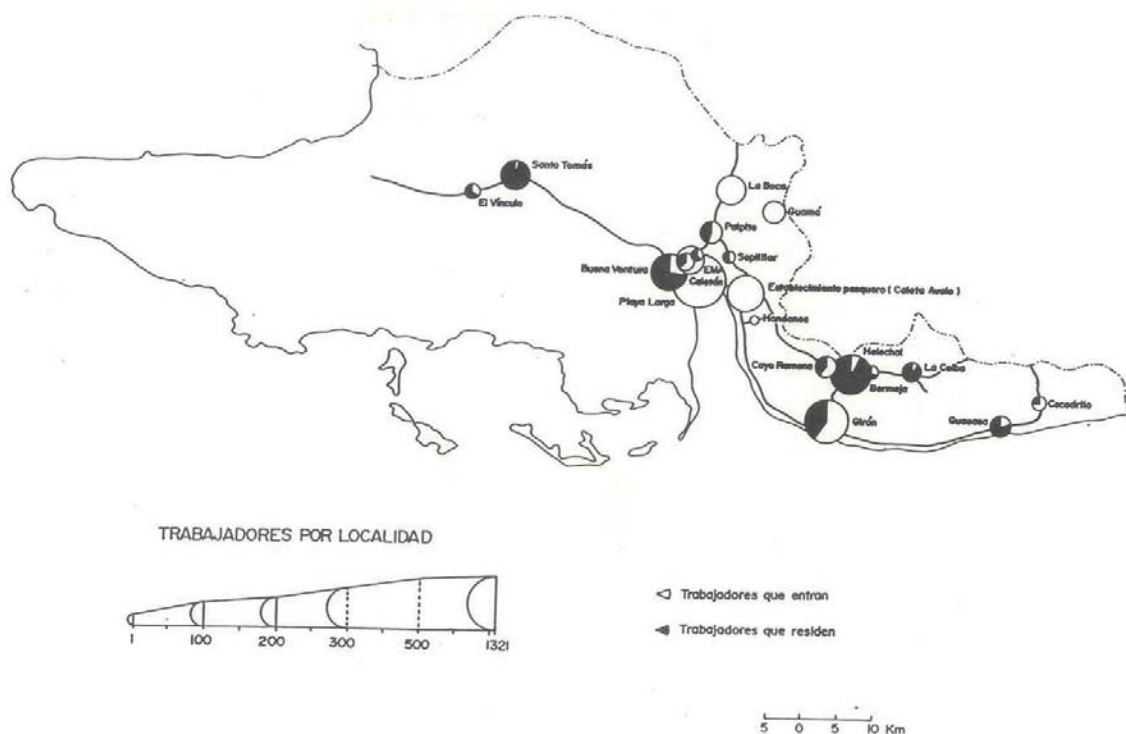 Santo Tomás
El Vínculo
La Boca
Guamá
Palpite
Soplillar
Buena Ventura
EMA
Caletón
Playa Larga
Establecimiento pesquero ( Caleta Avalo )
Hondones
Helechal
Cayo Ramona
La Ceiba
Bermeja
Cocodrilo
Girón
Guasasa
TRABAJADORES POR LOCALIDAD
1 100 200 300 500 1321
Trabajadores que entran
Trabajadores que residen
5 0 5 10 Km